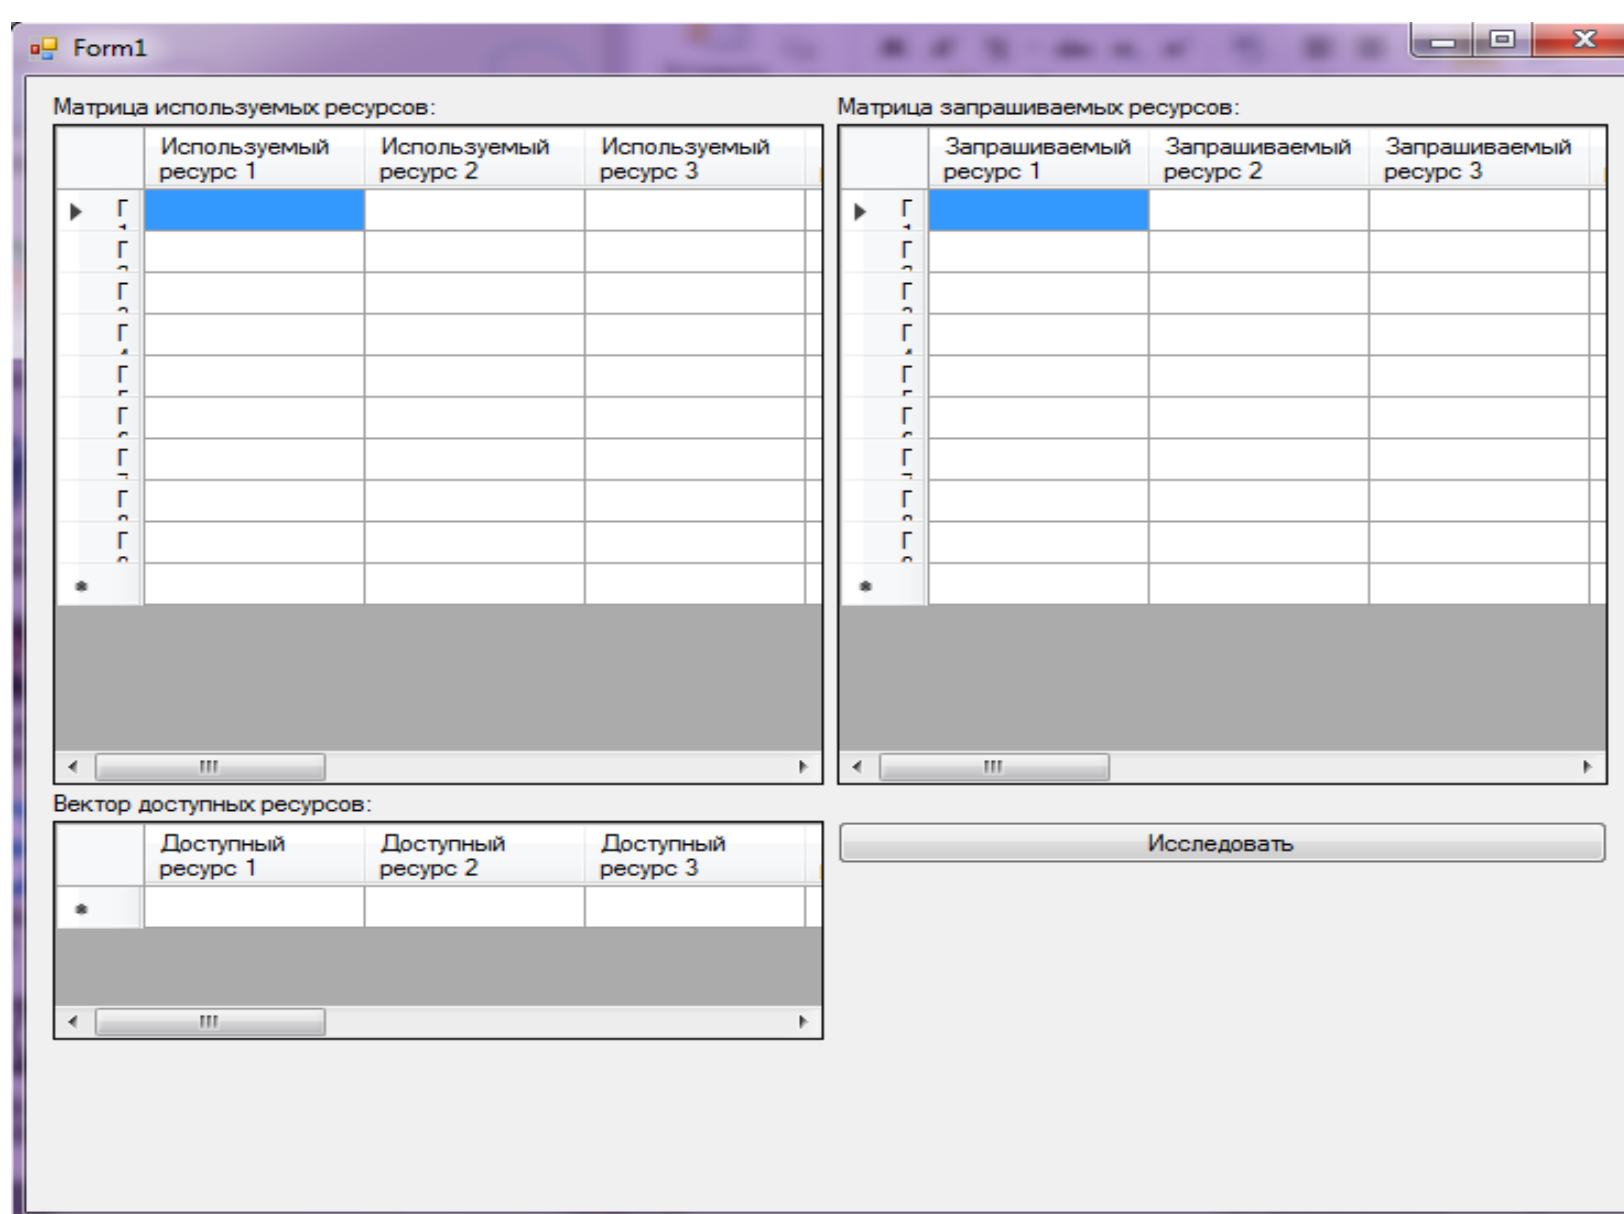 Form1
Матрица используемых ресурсов:
Используемый ресурс 1
Используемый ресурс 2
Используемый ресурс 3
Г
Г
Г
Г
Г
Г
Г
Г
Г
Матрица запрашиваемых ресурсов:
Запрашиваемый ресурс 1
Запрашиваемый ресурс 2
Запрашиваемый ресурс 3
Г
Г
Г
Г
Г
Г
Г
Г
Г
Вектор доступных ресурсов:
Доступный ресурс 1
Доступный ресурс 2
Доступный ресурс 3
Исследовать